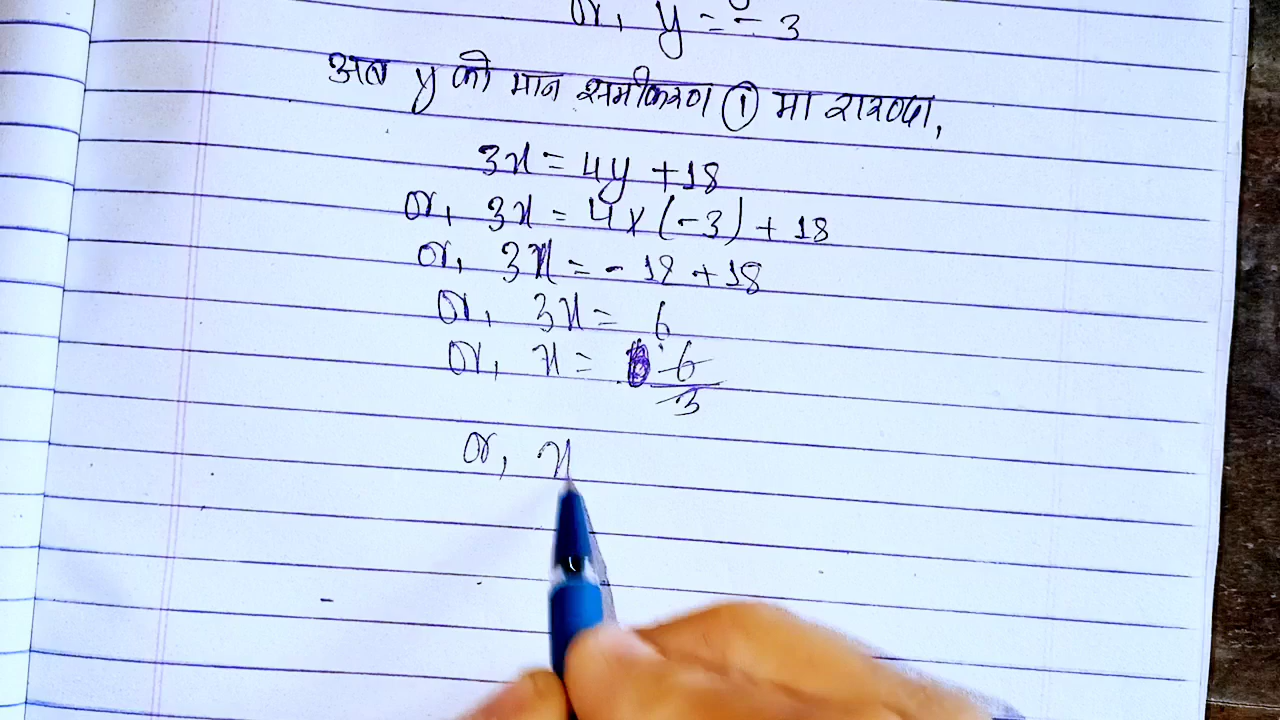 or, y = - 3
अब y को मान समीकरण ① मा राख्दा,
3x = 4y + 18
or, 3x = 4 x (-3) + 18
or, 3x = - 12 + 18
or, 3x = 6
or, x = 6/3
or, x